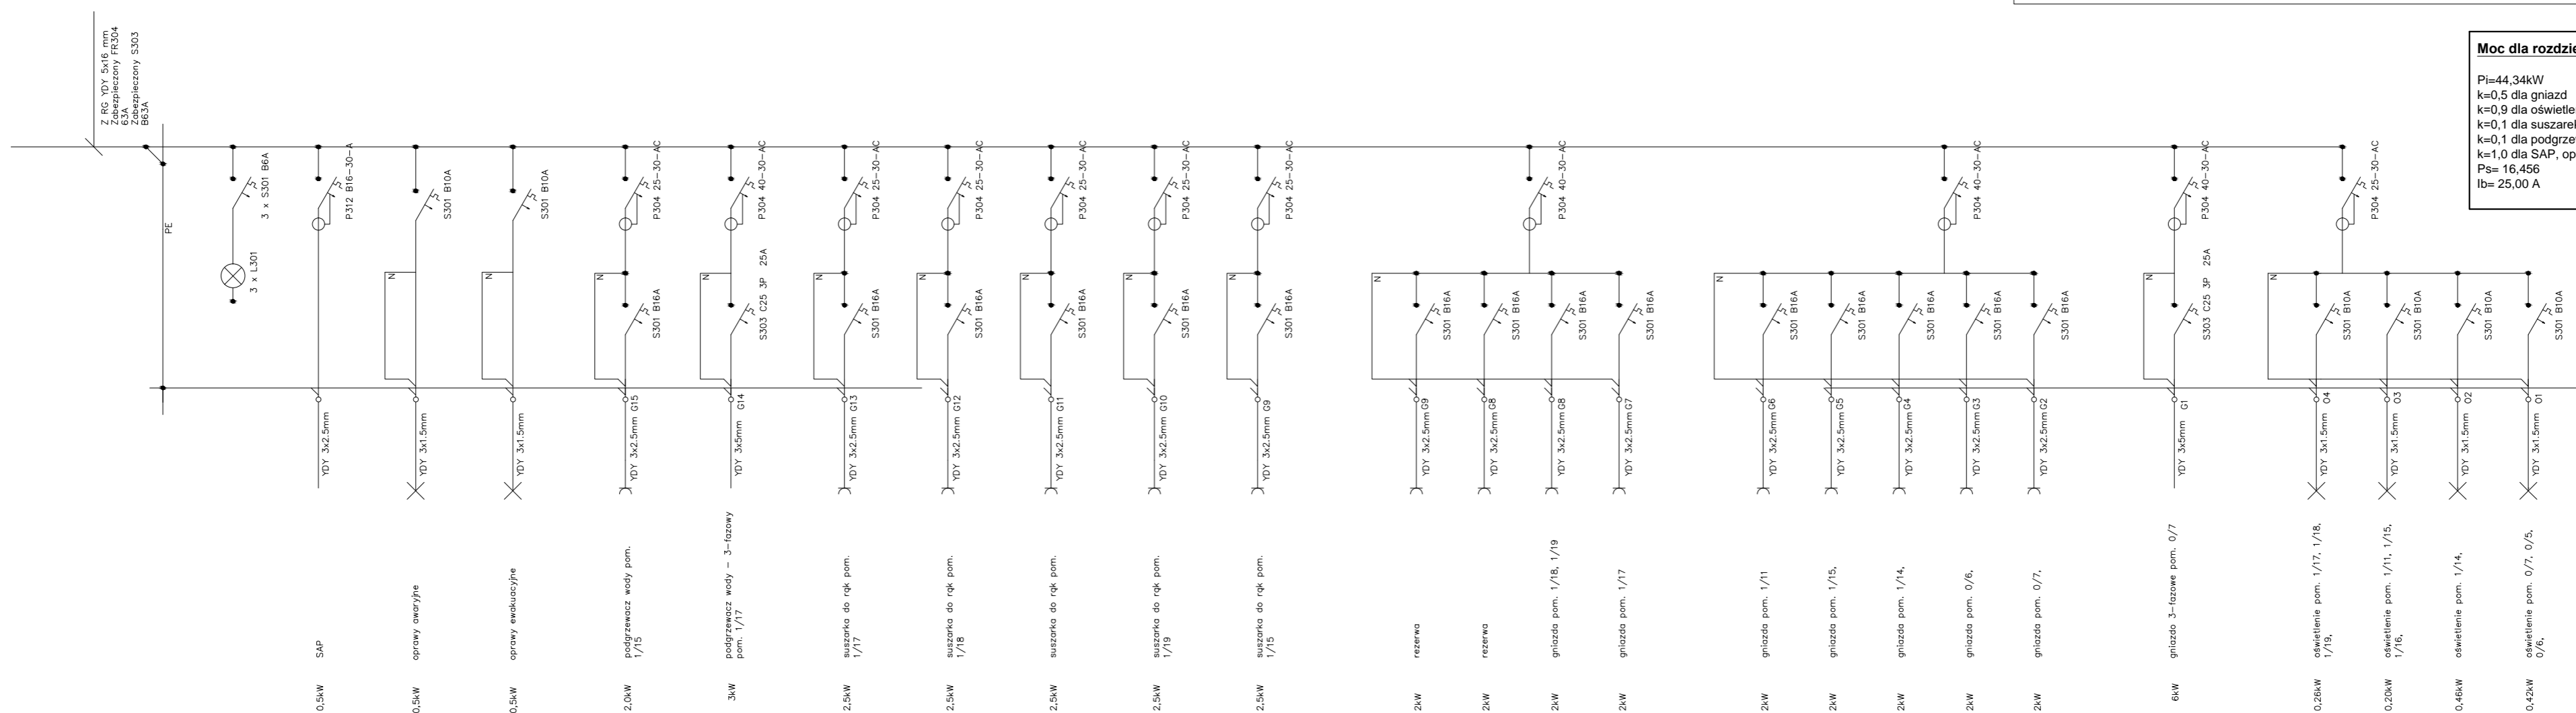 Z RG YDY 5x16 mm
Zabezpieczony FR304
63A
Zabezpieczony S303
B63A
PE
3 x S301 B6A
3 x L301
P312 B16-30-A
YDY 3x2.5mm
SAP
0,5kW
S301 B10A
N
YDY 3x1.5mm
oprawy awaryjne
0,5kW
S301 B10A
N
YDY 3x1.5mm
oprawy ewakuacyjne
0,5kW
P304 25-30-AC
N
S301 B16A
G15
YDY 3x2.5mm
podgrzewacz wody pom.
1/15
2,0kW
P304 40-30-AC
N
S303 C25 3P 25A
G14
YDY 3x5mm
podgrzewacz wody - 3-fazowy
pom. 1/17
3kW
P304 25-30-AC
N
S301 B16A
G13
YDY 3x2.5mm
suszarka do rąk pom.
1/17
2,5kW
P304 25-30-AC
N
S301 B16A
G12
YDY 3x2.5mm
suszarka do rąk pom.
1/18
2,5kW
P304 25-30-AC
N
S301 B16A
G11
YDY 3x2.5mm
suszarka do rąk pom.
2,5kW
P304 25-30-AC
N
S301 B16A
G10
YDY 3x2.5mm
suszarka do rąk pom.
1/19
2,5kW
P304 25-30-AC
N
S301 B16A
G9
YDY 3x2.5mm
suszarka do rąk pom.
1/15
2,5kW
P304 40-30-AC
N
S301 B16A
G9
YDY 3x2.5mm
rezerwa
2kW
S301 B16A
G8
YDY 3x2.5mm
rezerwa
2kW
S301 B16A
G8
YDY 3x2.5mm
gniazda pom. 1/18, 1/19
2kW
S301 B16A
G7
YDY 3x2.5mm
gniazda pom. 1/17
2kW
P304 40-30-AC
N
S301 B16A
G6
YDY 3x2.5mm
gniazda pom. 1/11
2kW
S301 B16A
G5
YDY 3x2.5mm
gniazda pom. 1/15,
2kW
S301 B16A
G4
YDY 3x2.5mm
gniazda pom. 1/14,
2kW
S301 B16A
G3
YDY 3x2.5mm
gniazda pom. 0/6,
2kW
S301 B16A
G2
YDY 3x2.5mm
gniazda pom. 0/7,
2kW
P304 40-30-AC
N
S303 C25 3P 25A
G1
YDY 3x5mm
gniazdo 3-fazowe pom. 0/7
6kW
P304 25-30-AC
N
S301 B10A
O4
YDY 3x1.5mm
oświetlenie pom. 1/17, 1/18,
1/19,
0,26kW
S301 B10A
O3
YDY 3x1.5mm
oświetlenie pom. 1/11, 1/15,
1/16,
0,20kW
S301 B10A
O2
YDY 3x1.5mm
oświetlenie pom. 1/14,
0,46kW
S301 B10A
O1
YDY 3x1.5mm
oświetlenie pom. 0/7, 0/5,
0/6,
0,42kW
Moc dla rozdzie
Pi=44,34kW
k=0,5 dla gniazd
k=0,9 dla oświetle
k=0,1 dla suszarel
k=0,1 dla podgrze
k=1,0 dla SAP, op
Ps= 16,456
Ib= 25,00 A